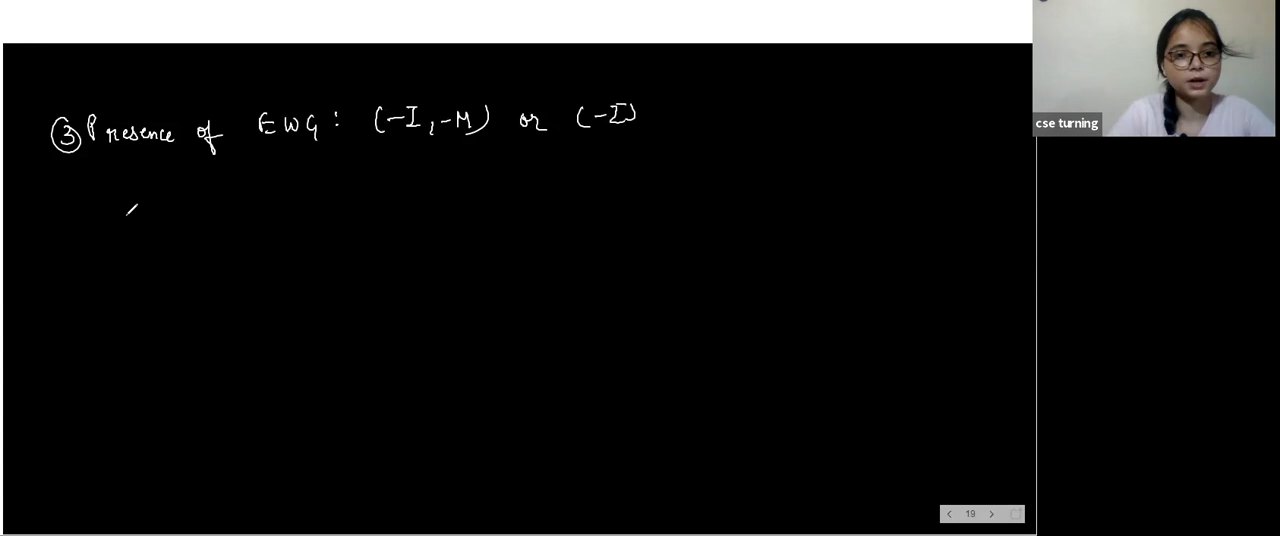 ③ Presence of EWG : (-I, -M) or (-I)
cse turning
< 19 >